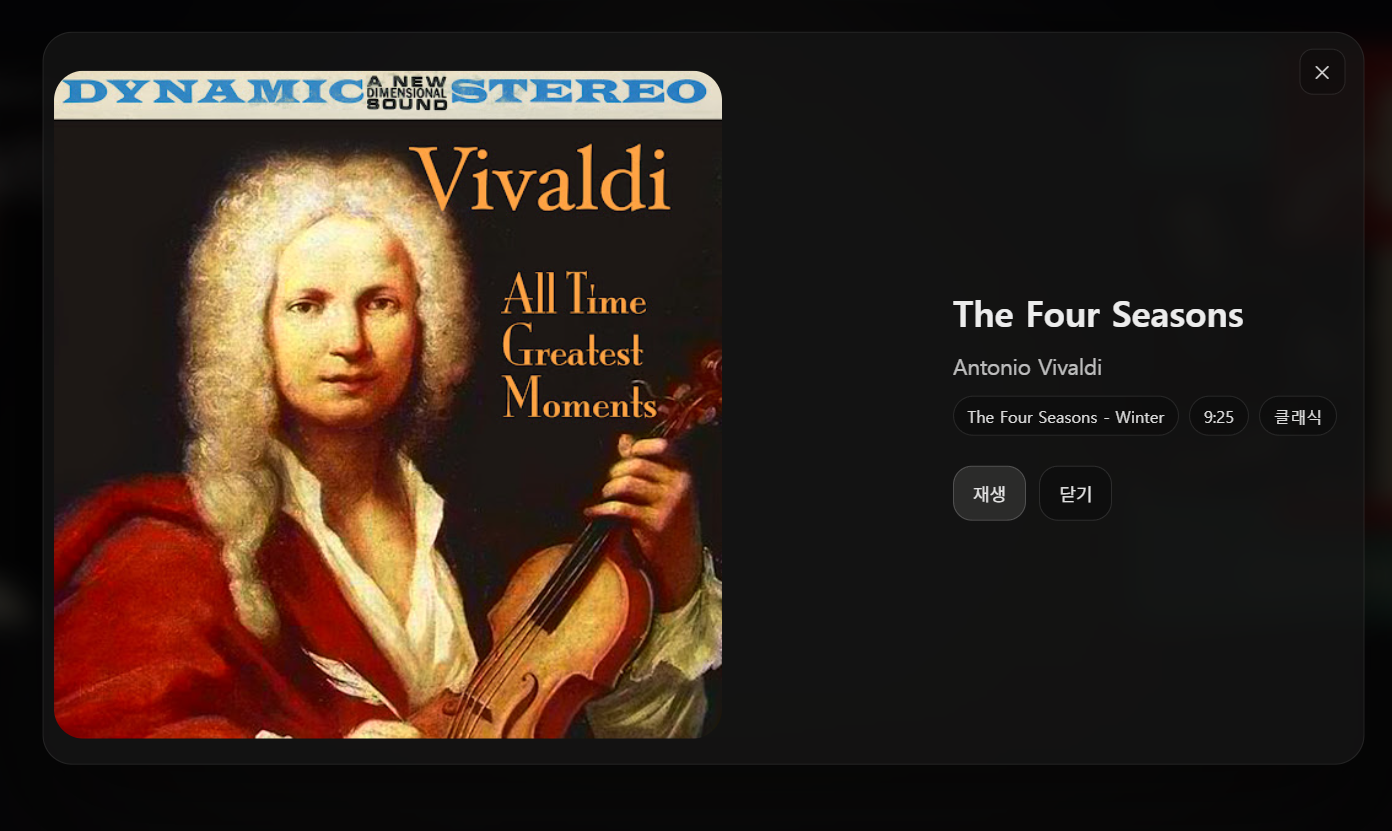 DYNAMIC A NEW DIMENSIONAL SOUND STEREO
Vivaldi
All Time
Greatest
Moments
The Four Seasons
Antonio Vivaldi
The Four Seasons - Winter 9:25 클래식
재생 닫기